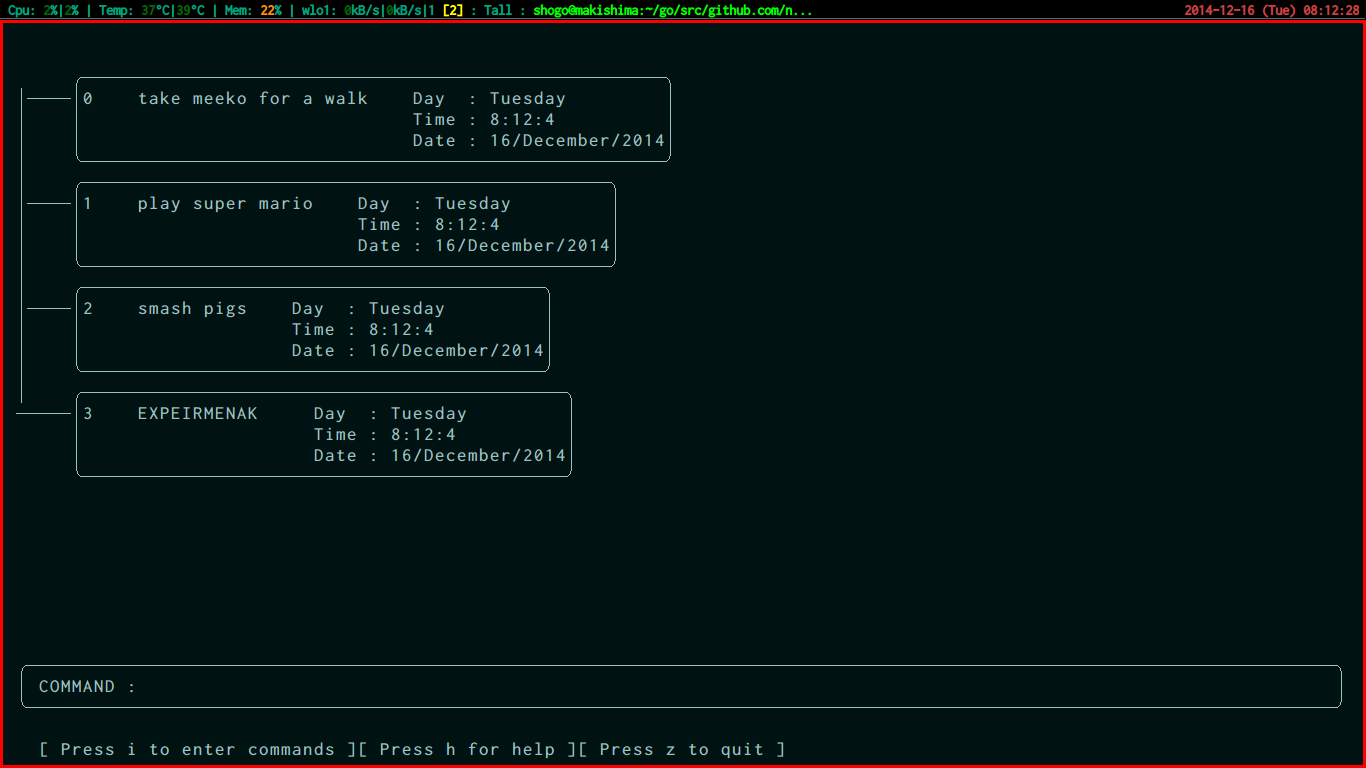 Cpu: 2%|2% | Temp: 37°C|39°C | Mem: 22% | wlo1: 0kB/s|0kB/s|1 [2] : Tall : shogo@makishima:~/go/src/github.com/n... 2014-12-16 (Tue) 08:12:28
0 take meeko for a walk Day : Tuesday
Time : 8:12:4
Date : 16/December/2014
1 play super mario Day : Tuesday
Time : 8:12:4
Date : 16/December/2014
2 smash pigs Day : Tuesday
Time : 8:12:4
Date : 16/December/2014
3 EXPEIRMENAK Day : Tuesday
Time : 8:12:4
Date : 16/December/2014
COMMAND :
[ Press i to enter commands ][ Press h for help ][ Press z to quit ]